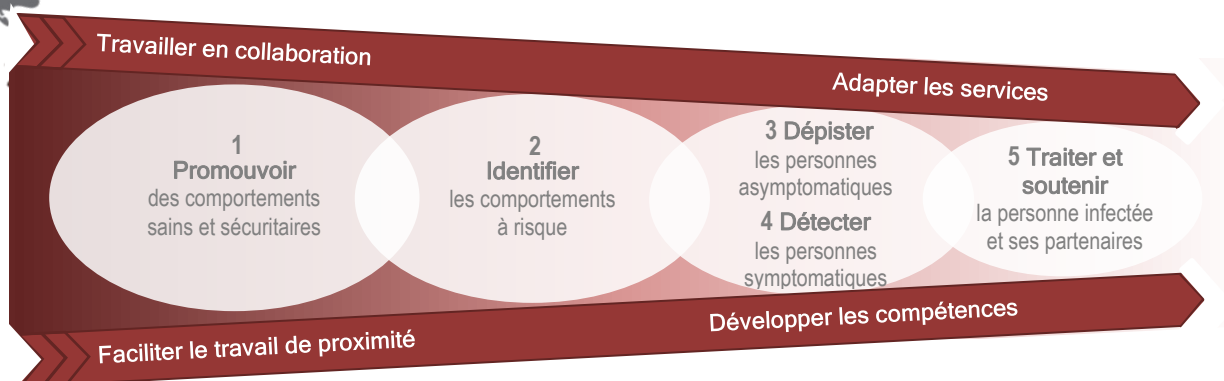 Travailler en collaboration
Adapter les services
1
Promouvoir
des comportements
sains et sécuritaires
2
Identifier
les comportements
à risque
3 Dépister
les personnes
asymptomatiques
4 Détecter
les personnes
symptomatiques
5 Traiter et
soutenir
la personne infectée
et ses partenaires
Faciliter le travail de proximité
Développer les compétences